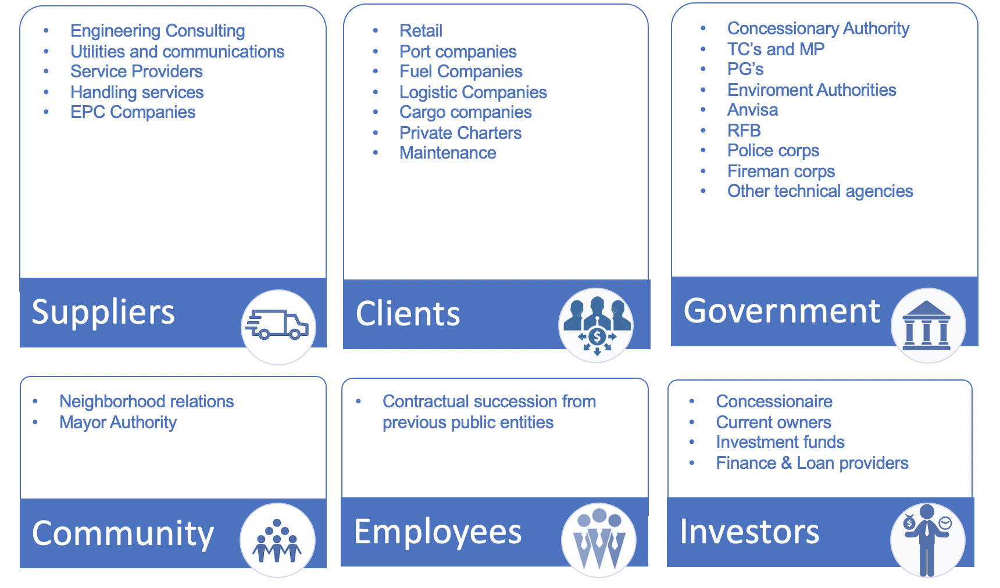 • Engineering Consulting
• Utilities and communications
• Service Providers
• Handling services
• EPC Companies
Suppliers
• Retail
• Port companies
• Fuel Companies
• Logistic Companies
• Cargo companies
• Private Charters
• Maintenance
Clients
$
• Concessionary Authority
• TC’s and MP
• PG’s
• Enviroment Authorities
• Anvisa
• RFB
• Police corps
• Fireman corps
• Other technical agencies
Government
• Neighborhood relations
• Mayor Authority
Community
• Contractual succession from
previous public entities
Employees
• Concessionaire
• Current owners
• Investment funds
• Finance & Loan providers
Investors
$